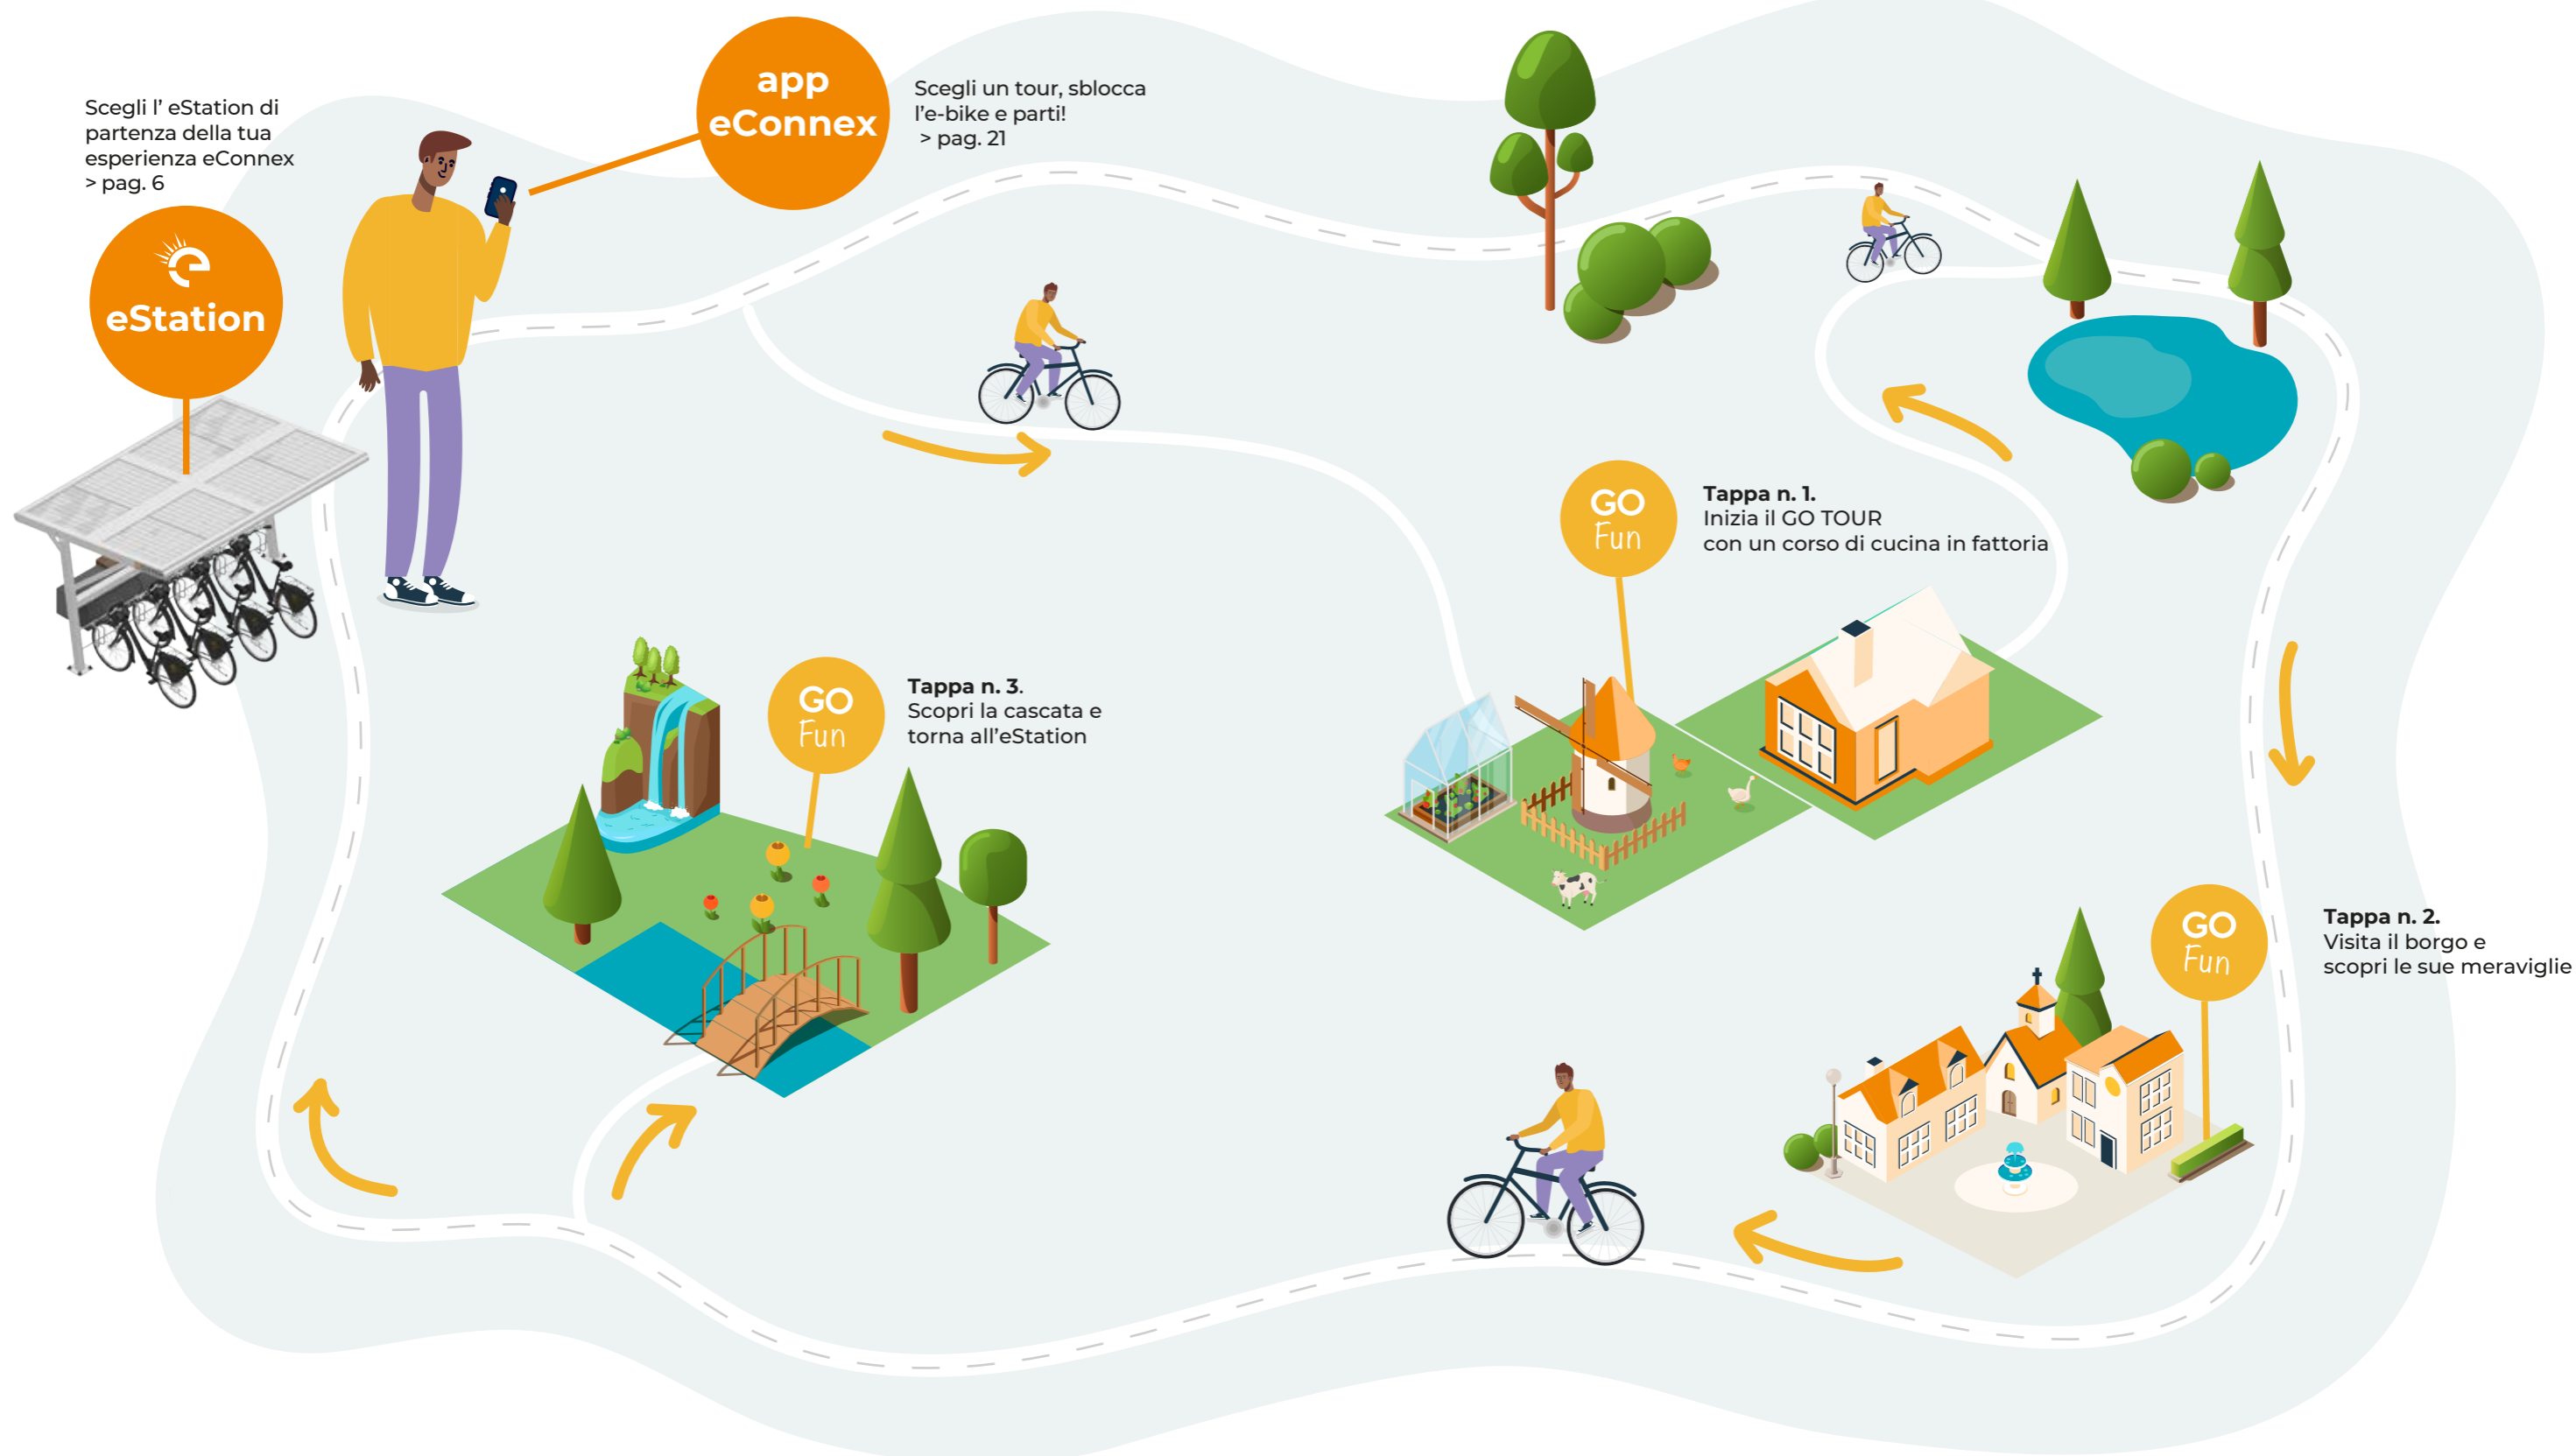 Scegli l’ eStation di
partenza della tua
esperienza eConnex
> pag. 6
eStation
app
eConnex
Scegli un tour, sblocca
l’e-bike e parti!
> pag. 21
GO
Fun
Tappa n. 1.
Inizia il GO TOUR
con un corso di cucina in fattoria
GO
Fun
Tappa n. 3.
Scopri la cascata e
torna all’eStation
GO
Fun
Tappa n. 2.
Visita il borgo e
scopri le sue meraviglie